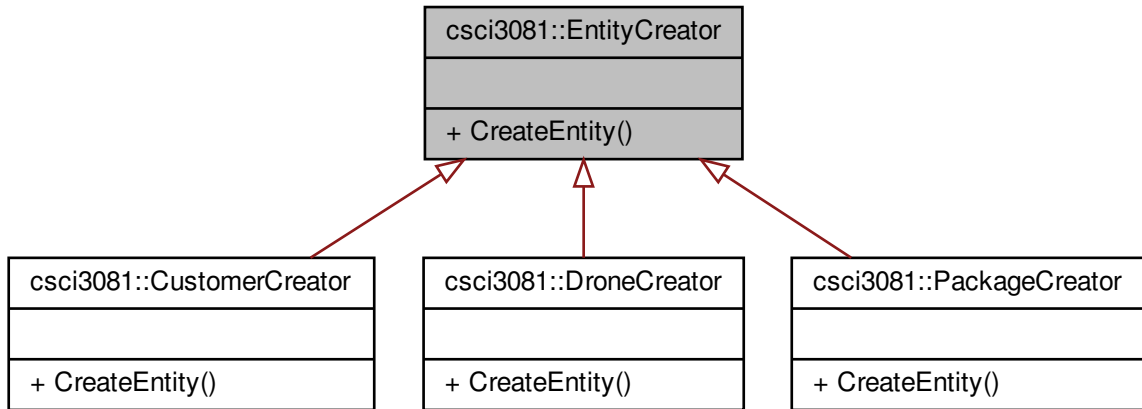 csci3081::EntityCreator
+ CreateEntity()
csci3081::CustomerCreator
+ CreateEntity()
csci3081::DroneCreator
+ CreateEntity()
csci3081::PackageCreator
+ CreateEntity()